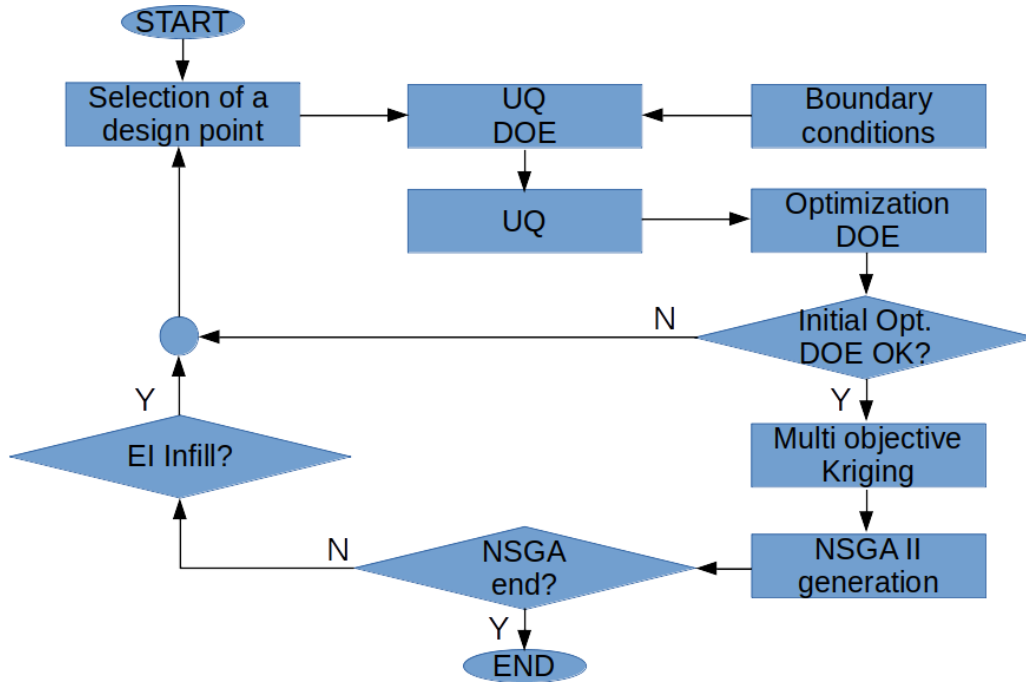 START
Selection of a
design point
UQ
DOE
Boundary
conditions
UQ
Optimization
DOE
N
Initial Opt.
DOE OK?
Y
Y
EI Infill?
Multi objective
Kriging
N
NSGA
end?
NSGA II
generation
Y
END